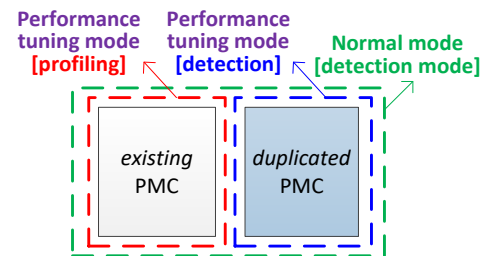 Performance
tuning mode
[profiling]
Performance
tuning mode
[detection]
Normal mode
[detection mode]
existing
PMC
duplicated
PMC